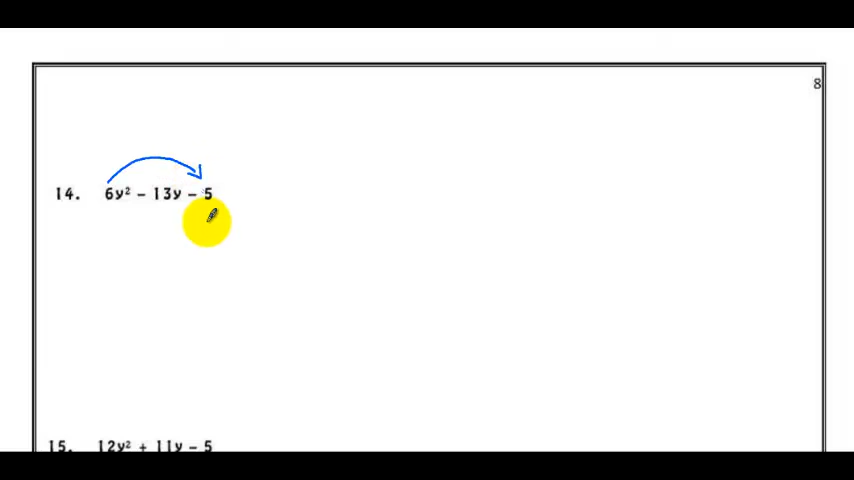 8
14. 6y² – 13y – 5
15. 12y² + 11y – 5